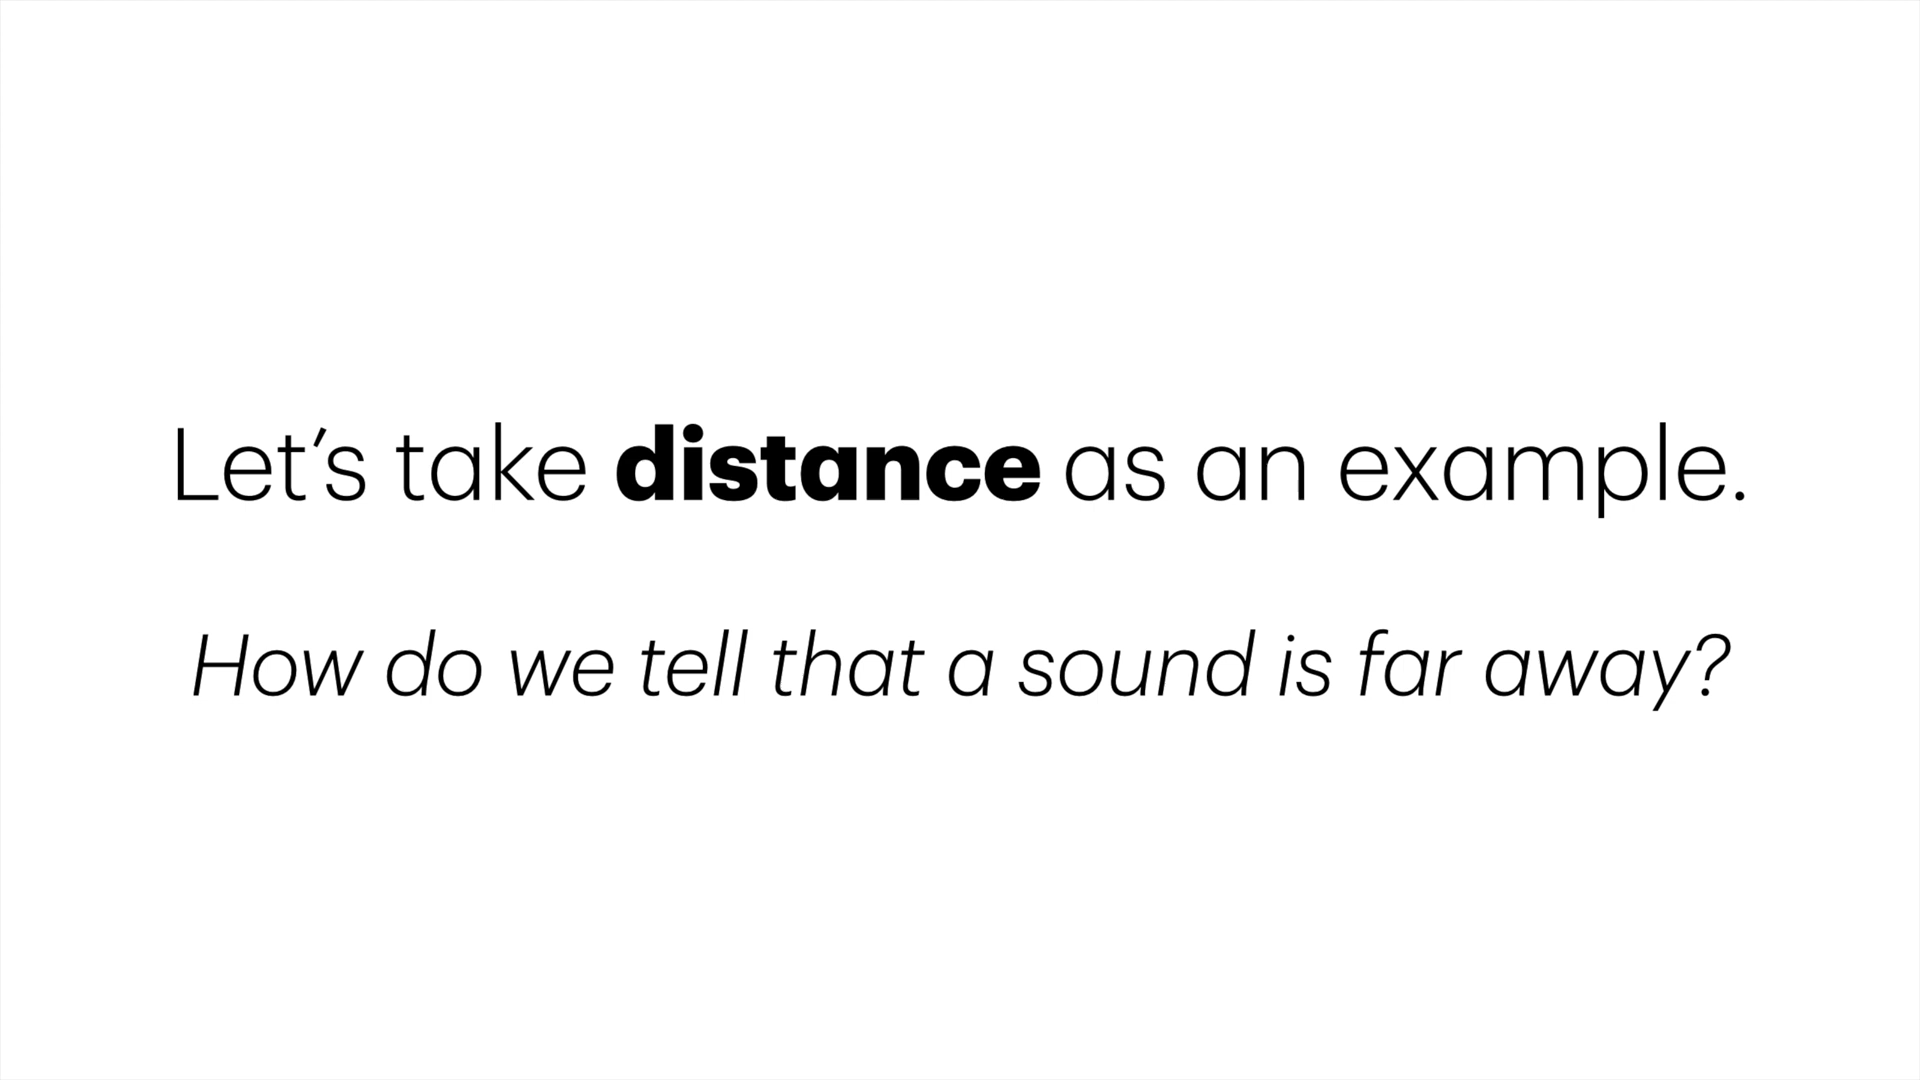 Let’s take distance as an example.
How do we tell that a sound is far away?